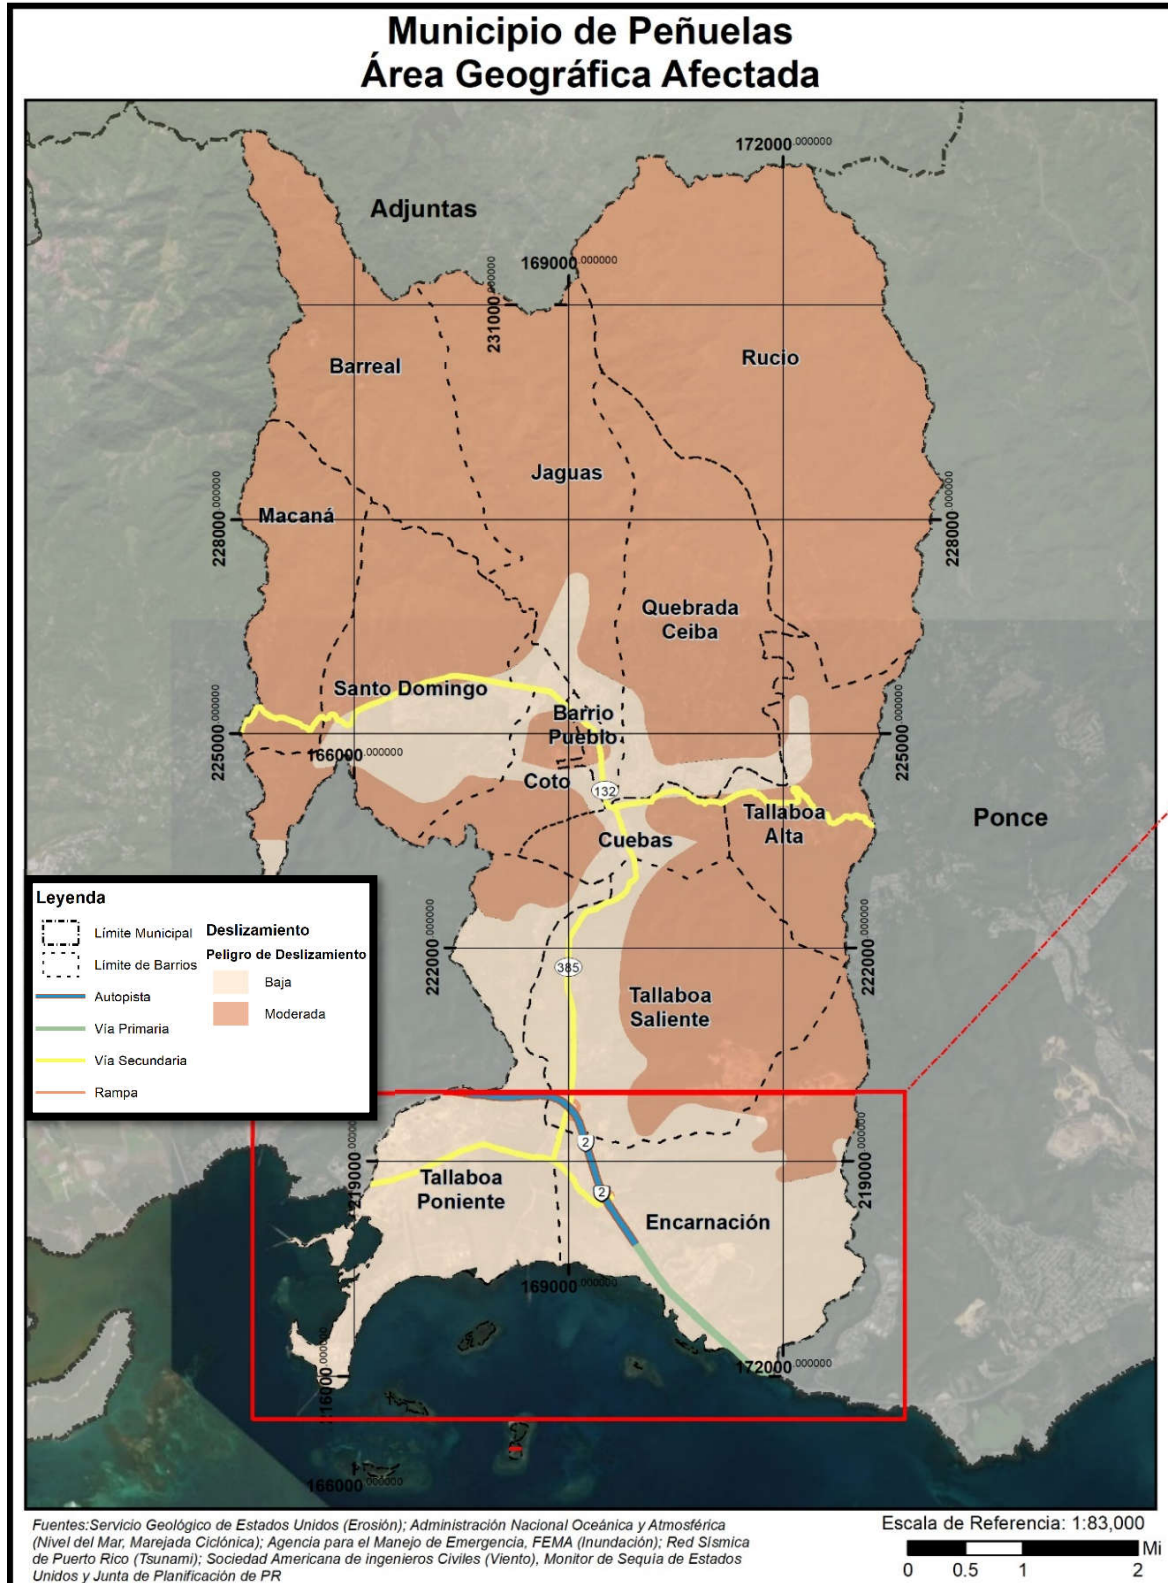 Municipio de Peñuelas
Área Geográfica Afectada
172000.000000
Adjuntas
169000.000000
231000.000000
Barreal
Rucio
Jaguas
Macaná
228000.000000
228000.000000
Quebrada
Ceiba
Santo Domingo
Barrio
Pueblo
225000.000000
225000.000000
166000.000000
Coto
132
Tallaboa
Alta
Ponce
Cuebas
Leyenda
Límite Municipal
Límite de Barrios
Autopista
Vía Primaria
Vía Secundaria
Rampa
Deslizamiento
Peligro de Deslizamiento
Baja
Moderada
222000.000000
222000.000000
385
Tallaboa
Saliente
2
219000.000000
219000.000000
Tallaboa
Poniente
2
Encarnación
169000.000000
172000.000000
216000.000000
166000.000000
Fuentes:Servicio Geológico de Estados Unidos (Erosión); Administración Nacional Oceánica y Atmosférica
(Nivel del Mar, Marejada Ciclónica); Agencia para el Manejo de Emergencia, FEMA (Inundación); Red Sísmica
de Puerto Rico (Tsunami); Sociedad Americana de ingenieros Civiles (Viento), Monitor de Sequía de Estados
Unidos y Junta de Planificación de PR
Escala de Referencia: 1:83,000
Mi
0 0.5 1 2